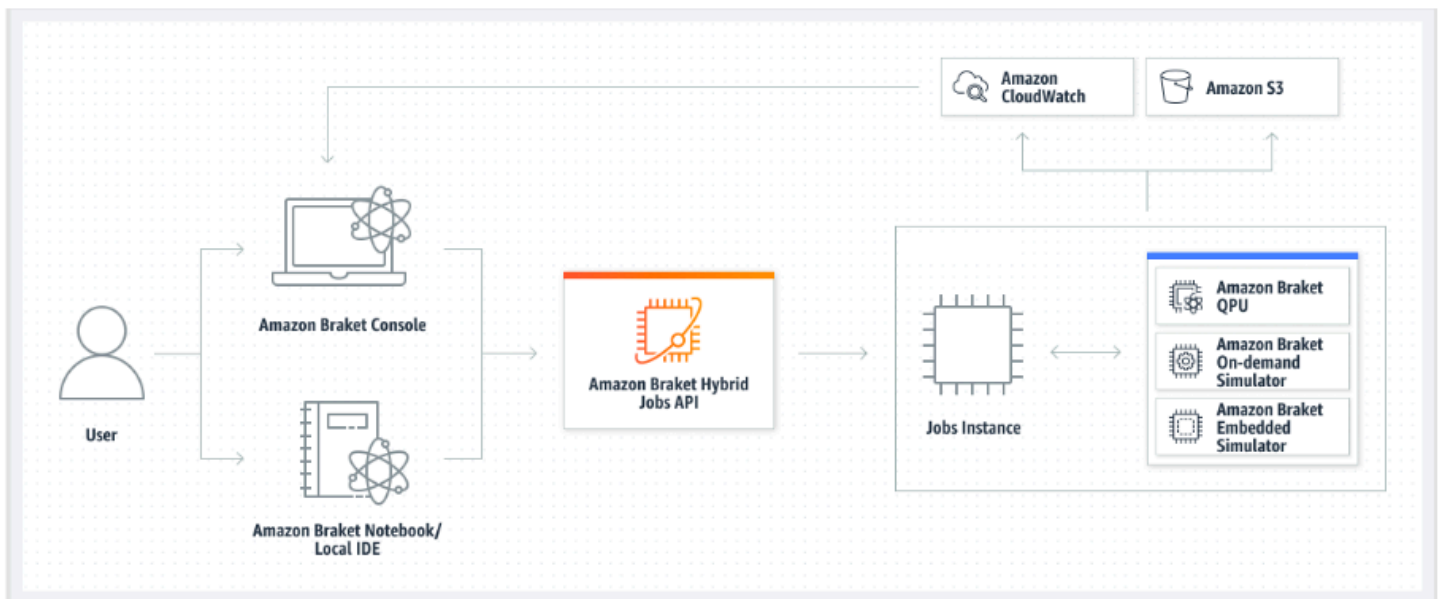 Amazon
CloudWatch
Amazon S3
Amazon Braket Console
User
Amazon Braket Notebook/
Local IDE
Amazon Braket Hybrid
Jobs API
Jobs Instance
Amazon Braket
QPU
Amazon Braket
On-demand
Simulator
Amazon Braket
Embedded
Simulator